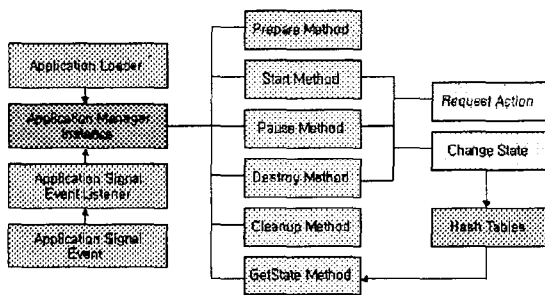 Application Loader
Application Manager
Instance
Application Signal
Event Listener
Application Signal
Event
Prepare Method
Start Method
Pause Method
Destroy Method
Cleanup Method
GetState Method
Request Action
Change State
Hash Tables